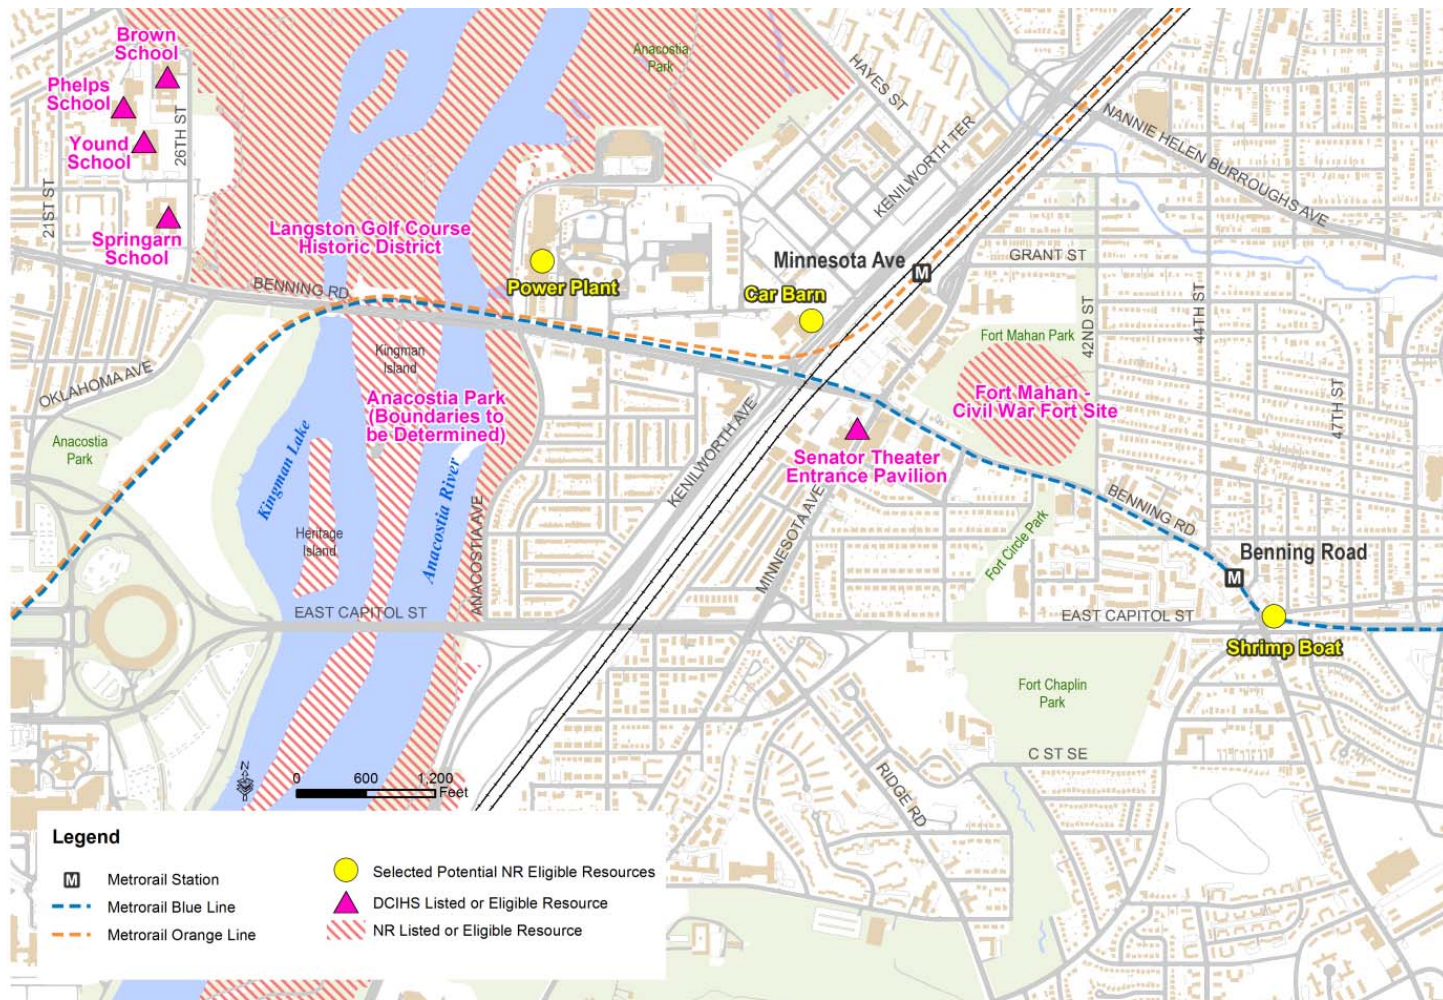 Brown
School
Phelps
School
Yound
School
Springarn
School
21ST ST
26TH ST
Anacostia
Park
HAYES ST
KENILWORTH TER
NANNIE HELEN BURROUGHS AVE
Langston Golf Course
Historic District
BENNING RD
Power Plant
Minnesota Ave
M
Car Barn
GRANT ST
42ND ST
44TH ST
47TH ST
Fort Mahan Park
Fort Mahan -
Civil War Fort Site
OKLAHOMA AVE
Kingman
Island
Anacostia Park
(Boundaries to
be Determined)
Anacostia
Park
Kingman Lake
Anacostia River
Heritage
Island
ANACOSTIA AVE
KENILWORTH AVE
Senator Theater
Entrance Pavilion
MINNESOTA AVE
BENNING RD
Fort Circle Park
Benning Road
M
EAST CAPITOL ST
EAST CAPITOL ST
Shrimp Boat
Fort Chaplin
Park
C ST SE
RIDGE RD
N
0 600 1,200
Feet
Legend
M Metrorail Station
Metrorail Blue Line
Metrorail Orange Line
Selected Potential NR Eligible Resources
DCIHS Listed or Eligible Resource
NR Listed or Eligible Resource